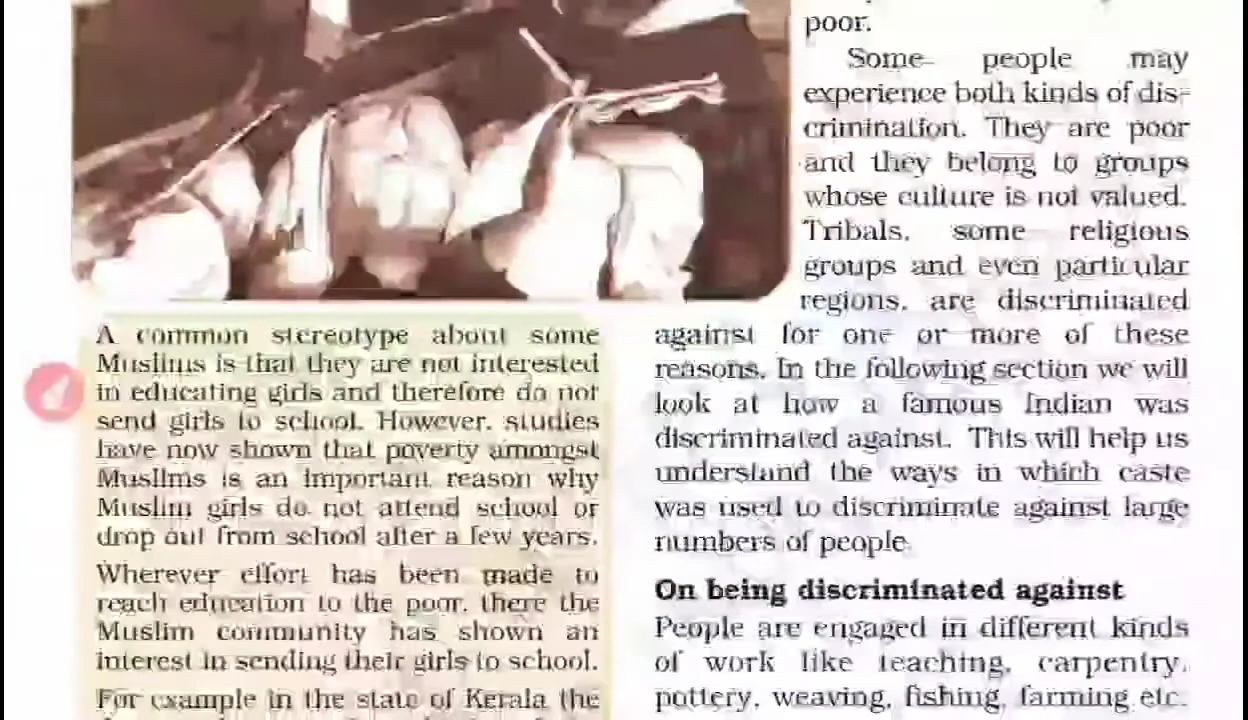 A common stereotype about some
Muslims is that they are not interested
in educating girls and therefore do not
send girls to school. However, studies
have now shown that poverty amongst
Muslims is an important reason why
Muslim girls do not attend school or
drop out from school after a few years.
Wherever effort has been made to
reach education to the poor, there the
Muslim community has shown an
interest in sending their girls to school.
For example in the state of Kerala the
poor.
Some people may
experience both kinds of dis-
crimination. They are poor
and they belong to groups
whose culture is not valued.
Tribals, some religious
groups and even particular
regions, are discriminated
against for one or more of these
reasons. In the following section we will
look at how a famous Indian was
discriminated against. This will help us
understand the ways in which caste
was used to discriminate against large
numbers of people.
On being discriminated against
People are engaged in different kinds
of work like teaching, carpentry,
pottery, weaving, fishing, farming etc.